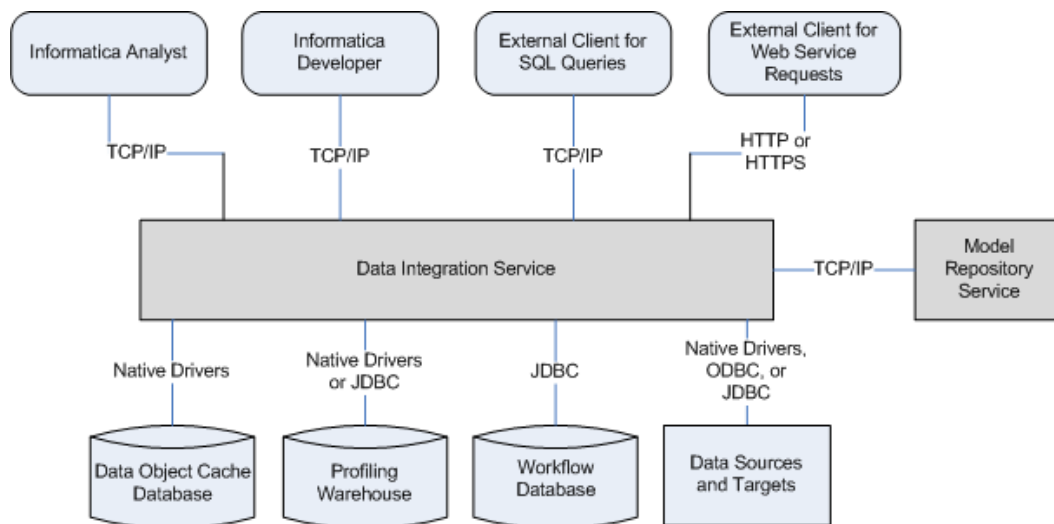 Informatica Analyst
Informatica
Developer
External Client for
SQL Queries
External Client for
Web Service
Requests
TCP/IP
TCP/IP
TCP/IP
HTTP or
HTTPS
Data Integration Service
TCP/IP
Model
Repository
Service
Native Drivers
Native Drivers
or JDBC
JDBC
Native Drivers,
ODBC, or
JDBC
Data Object Cache
Database
Profiling
Warehouse
Workflow
Database
Data Sources
and Targets